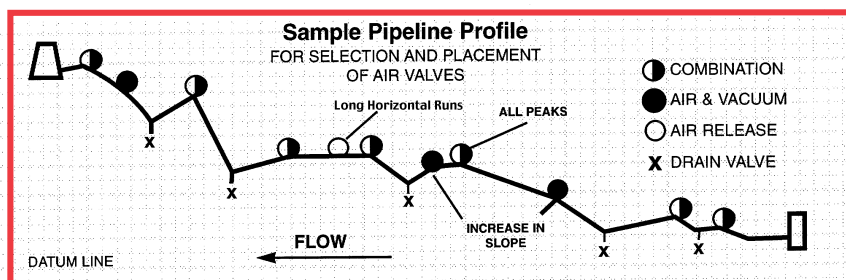 Sample Pipeline Profile
FOR SELECTION AND PLACEMENT
OF AIR VALVES
Long Horizontal Runs
ALL PEAKS
COMBINATION
AIR & VACUUM
AIR RELEASE
X DRAIN VALVE
X
X
X
X
X
INCREASE IN
SLOPE
FLOW
DATUM LINE